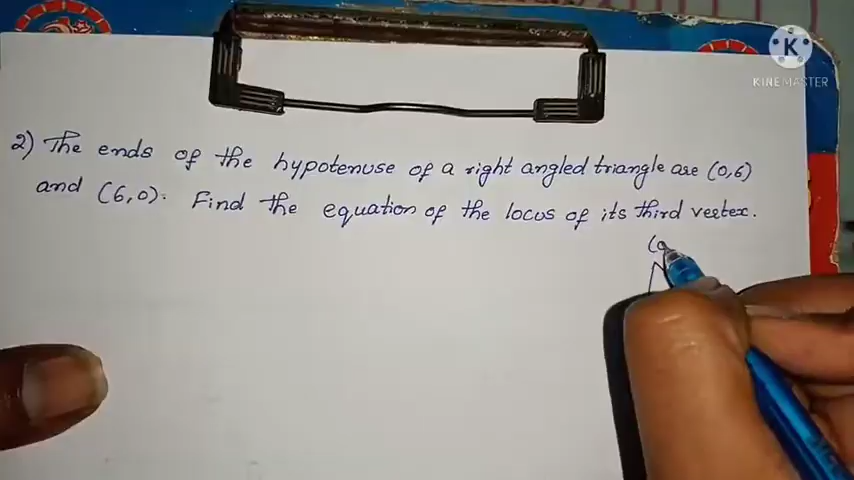 K
KINEMASTER
2) The ends of the hypotenuse of a right angled triangle are (0,6)
and (6,0). Find the equation of the locus of its third vertex.
(0